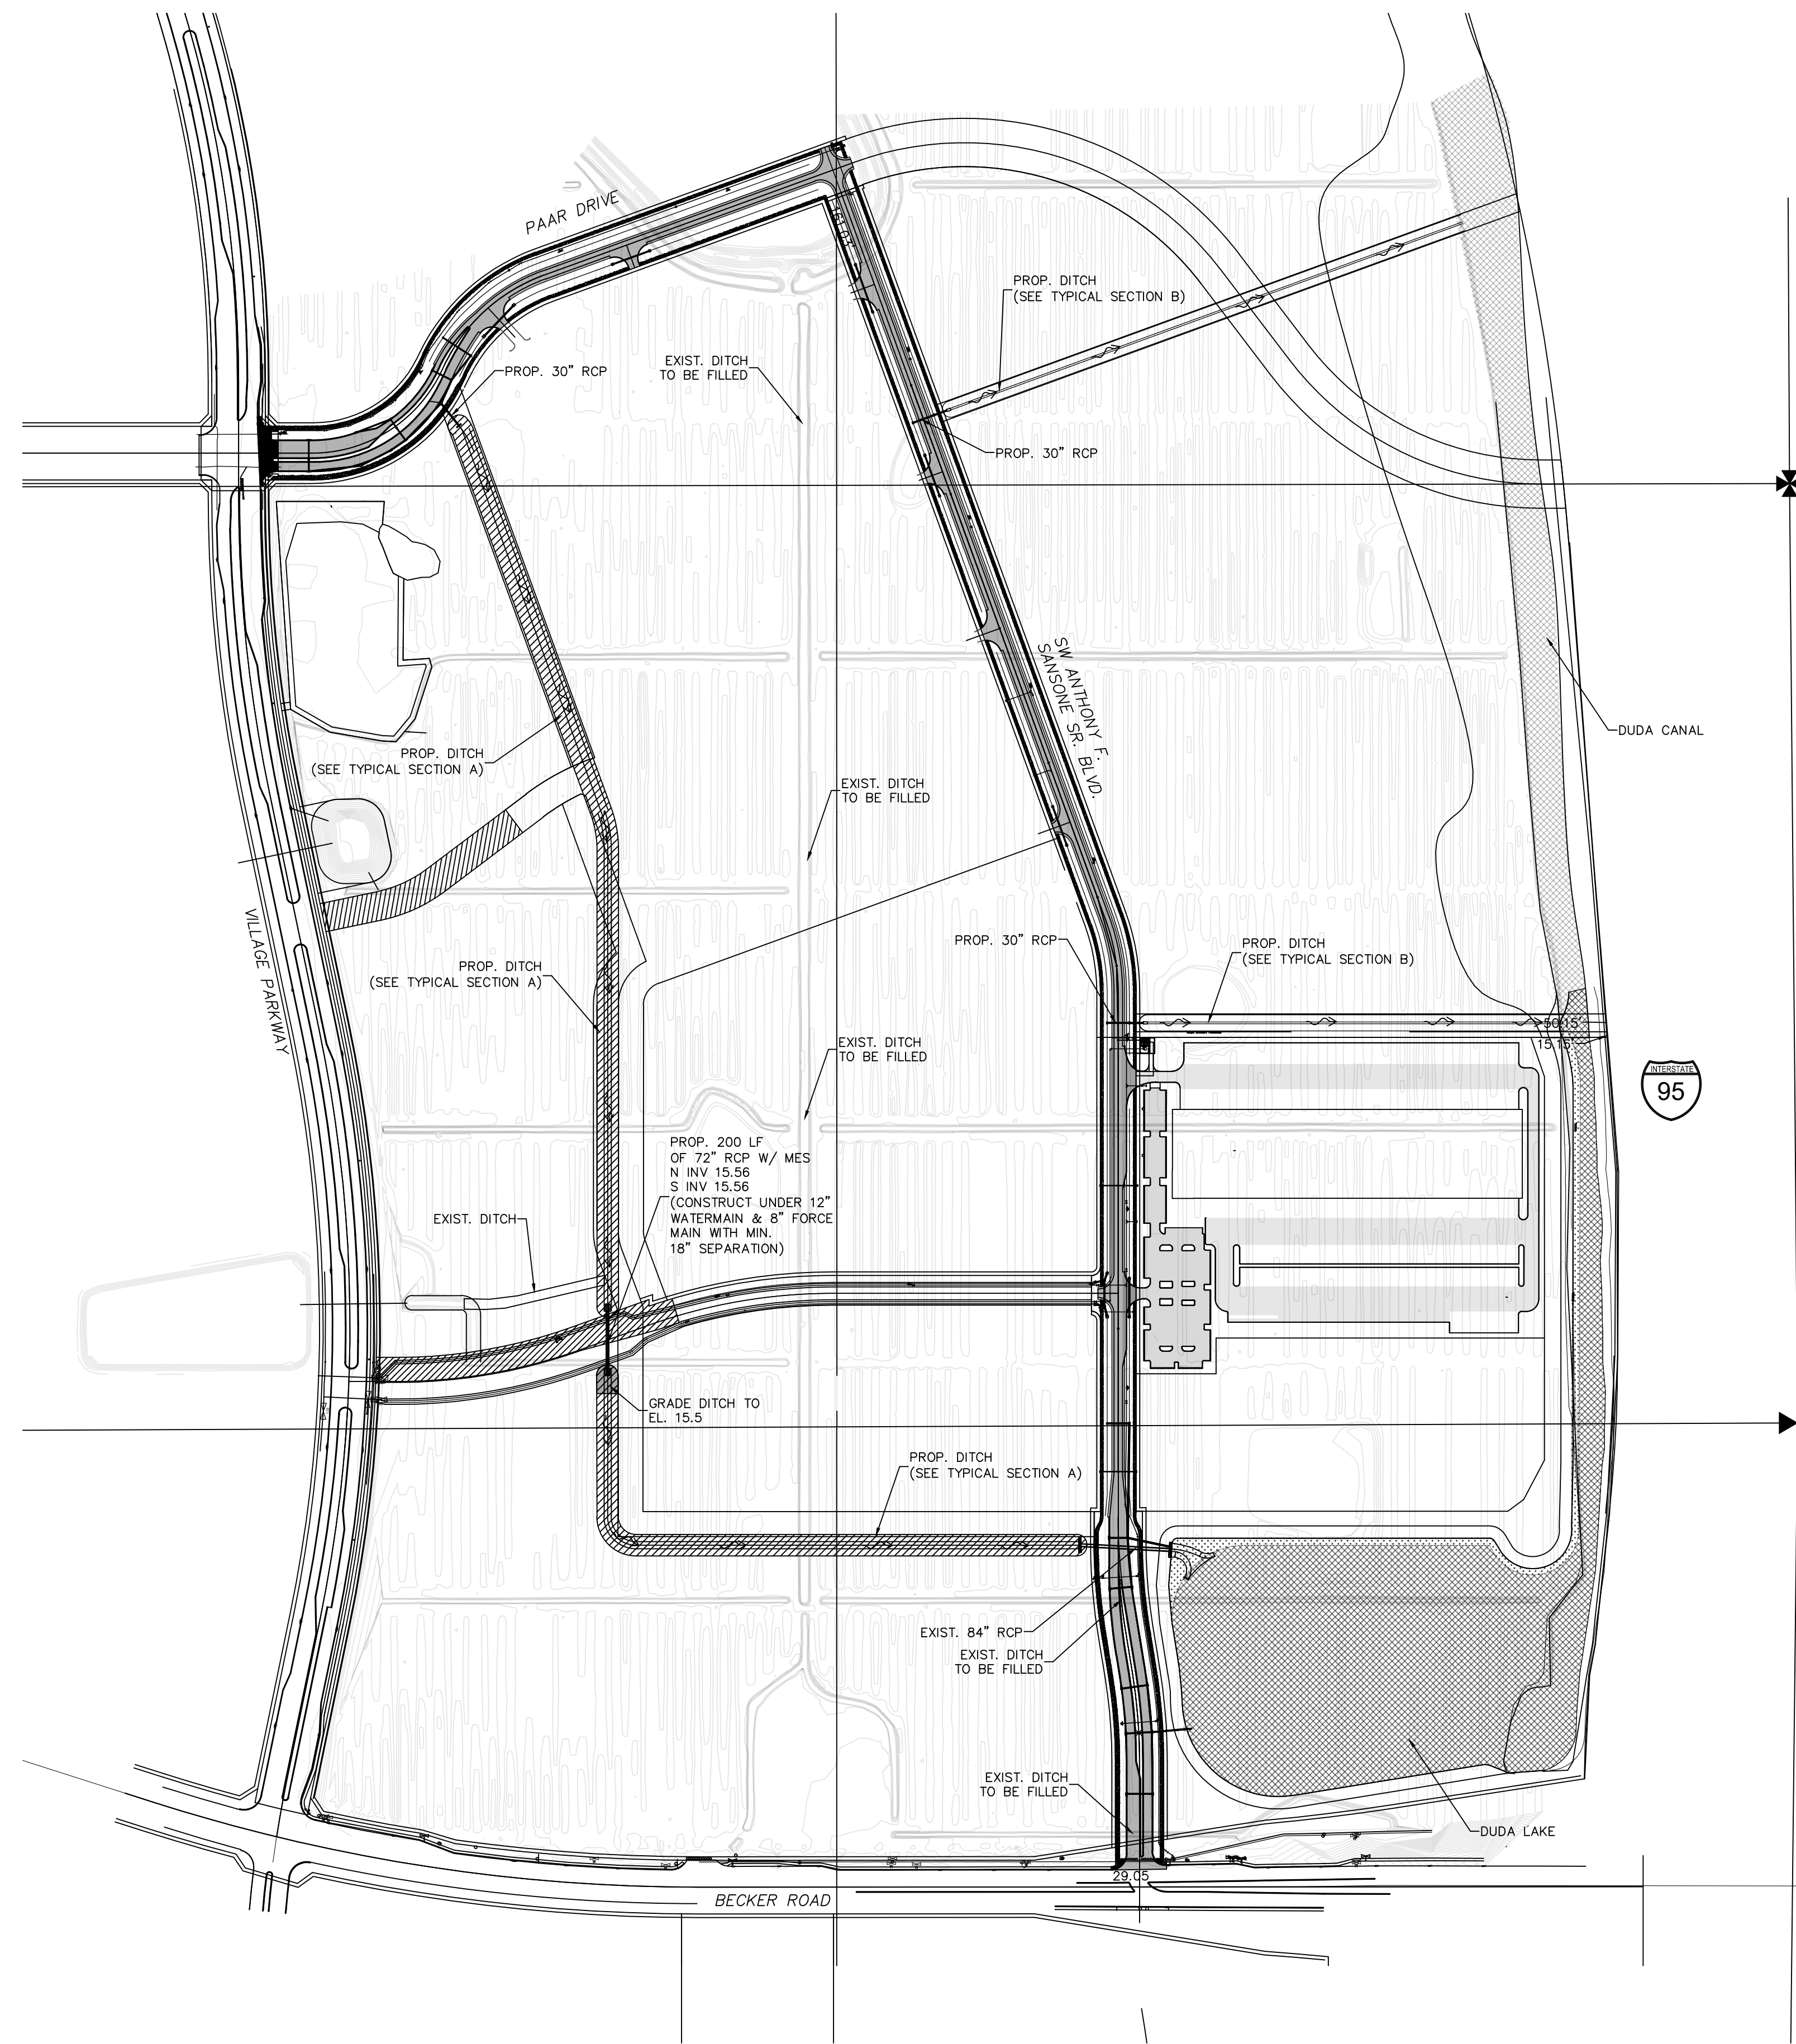 PAAR DRIVE
61.03'
PROP. DITCH
(SEE TYPICAL SECTION B)
EXIST. DITCH
TO BE FILLED
PROP. 30" RCP
PROP. 30" RCP
SW ANTHONY F.
SANSONE SR. BLVD.
DUDA CANAL
PROP. DITCH
(SEE TYPICAL SECTION A)
EXIST. DITCH
TO BE FILLED
VILLAGE PARKWAY
PROP. 30" RCP
PROP. DITCH
(SEE TYPICAL SECTION B)
PROP. DITCH
(SEE TYPICAL SECTION A)
50.15'
15.15'
EXIST. DITCH
TO BE FILLED
INTERSTATE
95
PROP. 200 LF
OF 72" RCP W/ MES
N INV 15.56
S INV 15.56
(CONSTRUCT UNDER 12"
WATERMAIN & 8" FORCE
MAIN WITH MIN.
18" SEPARATION)
EXIST. DITCH
GRADE DITCH TO
EL. 15.5
PROP. DITCH
(SEE TYPICAL SECTION A)
EXIST. 84" RCP
EXIST. DITCH
TO BE FILLED
EXIST. DITCH
TO BE FILLED
DUDA LAKE
29.05
BECKER ROAD